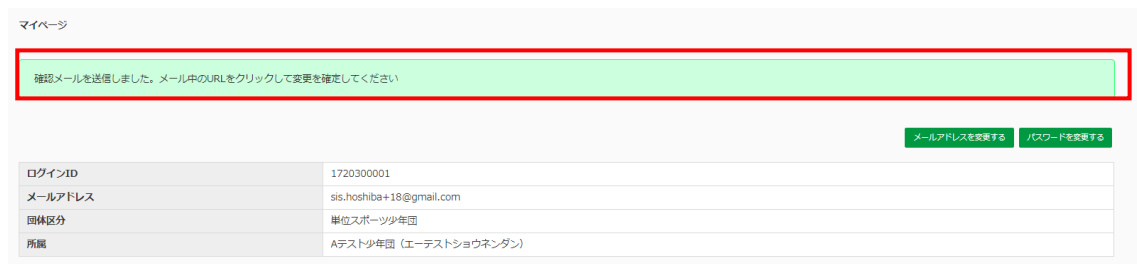 マイページ
確認メールを送信しました。メール中のURLをクリックして変更を確定してください
メールアドレスを変更する パスワードを変更する
ログインID 1720300001
メールアドレス sis.hoshiba+18@gmail.com
団体区分 単位スポーツ少年団
所属 Aテスト少年団（エーテストショウネンダン）